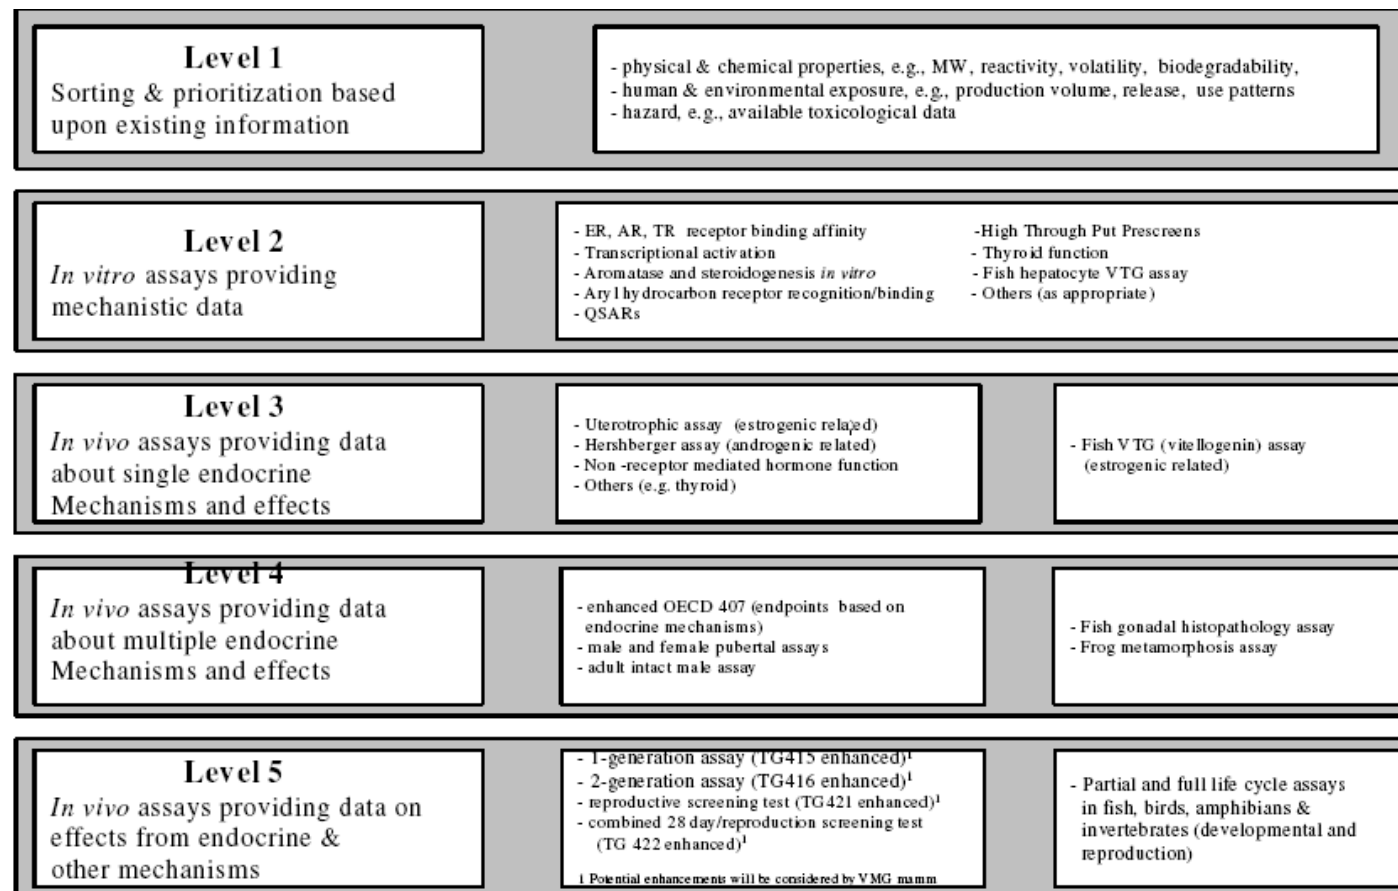 Level 1
Sorting & prioritization based
upon existing information
- physical & chemical properties, e.g., MW, reactivity, volatility, biodegradability,
- human & environmental exposure, e.g., production volume, release, use patterns
- hazard, e.g., available toxicological data
Level 2
In vitro assays providing
mechanistic data
- ER, AR, TR receptor binding affinity
- Transcriptional activation
- Aromatase and steroidogenesis in vitro
- Aryl hydrocarbon receptor recognition/binding
- QSARs
-High Through Put Prescreens
- Thyroid function
- Fish hepatocyte VTG assay
- Others (as appropriate)
Level 3
In vivo assays providing data
about single endocrine
Mechanisms and effects
- Uterotrophic assay (estrogenic related)
- Hershberger assay (androgenic related)
- Non -receptor mediated hormone function
- Others (e.g. thyroid)
- Fish VTG (vitellogenin) assay
(estrogenic related)
Level 4
In vivo assays providing data
about multiple endocrine
Mechanisms and effects
- enhanced OECD 407 (endpoints based on
endocrine mechanisms)
- male and female pubertal assays
- adult intact male assay
- Fish gonadal histopathology assay
- Frog metamorphosis assay
Level 5
In vivo assays providing data on
effects from endocrine &
other mechanisms
- 1-generation assay (TG415 enhanced)¹
- 2-generation assay (TG416 enhanced)¹
- reproductive screening test (TG421 enhanced)¹
- combined 28 day/reproduction screening test
(TG 422 enhanced)¹
1 Potential enhancements will be considered by VMG mamm
- Partial and full life cycle assays
in fish, birds, amphibians &
invertebrates (developmental and
reproduction)